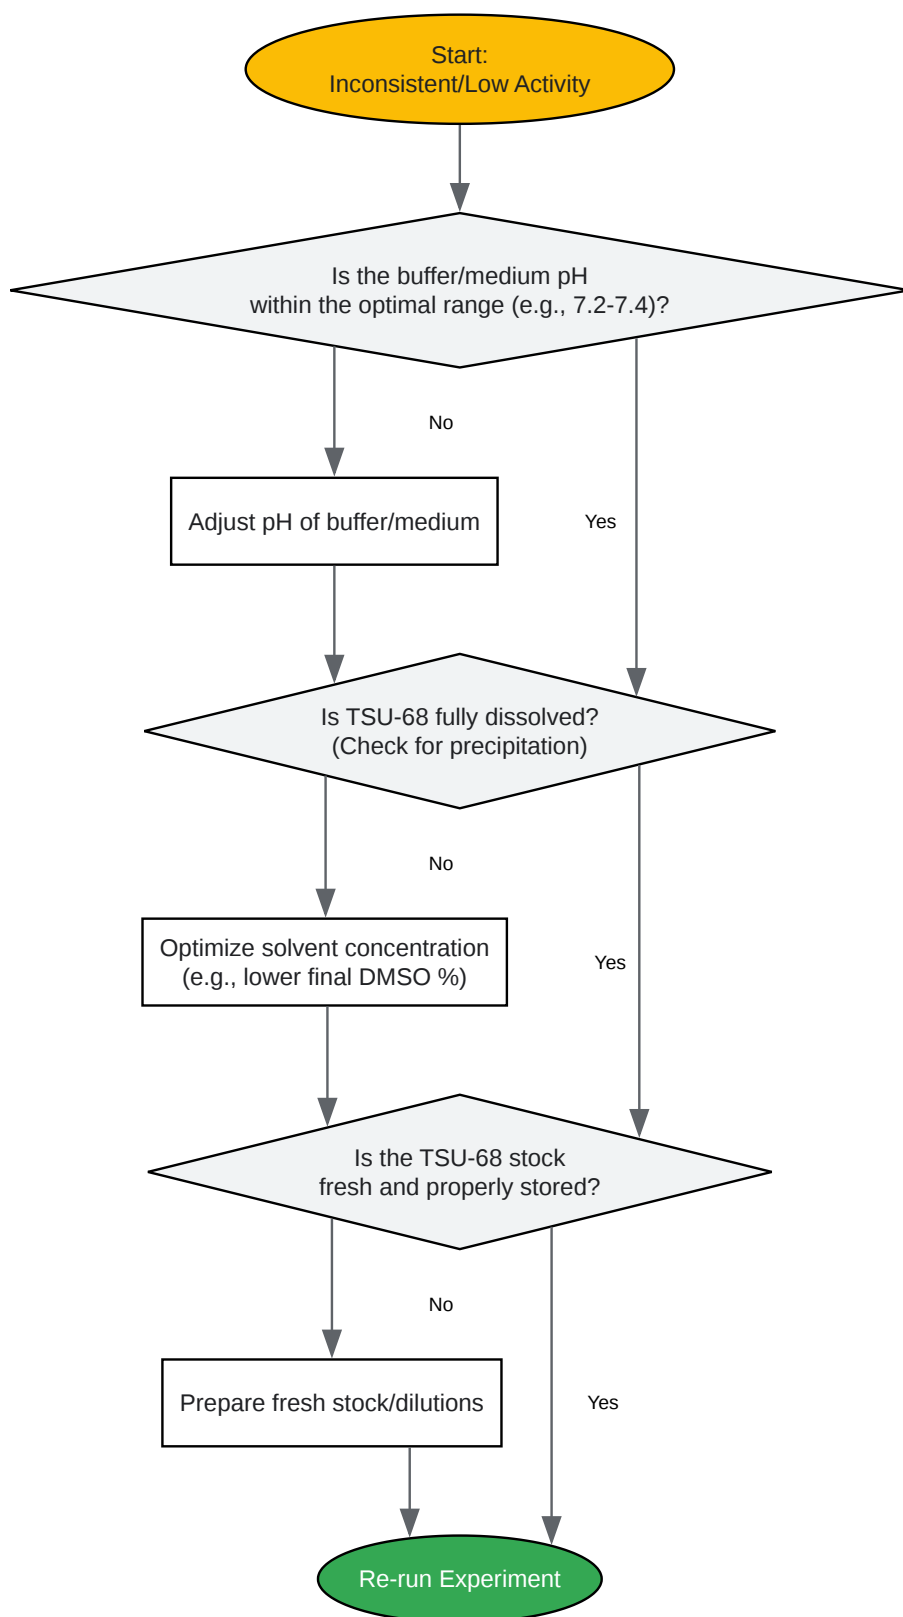 Start:
Inconsistent/Low Activity
Is the buffer/medium pH
within the optimal range (e.g., 7.2-7.4)?
No
Adjust pH of buffer/medium
Yes
Is TSU-68 fully dissolved?
(Check for precipitation)
No
Optimize solvent concentration
(e.g., lower final DMSO %)
Yes
Is the TSU-68 stock
fresh and properly stored?
No
Prepare fresh stock/dilutions
Yes
Re-run Experiment